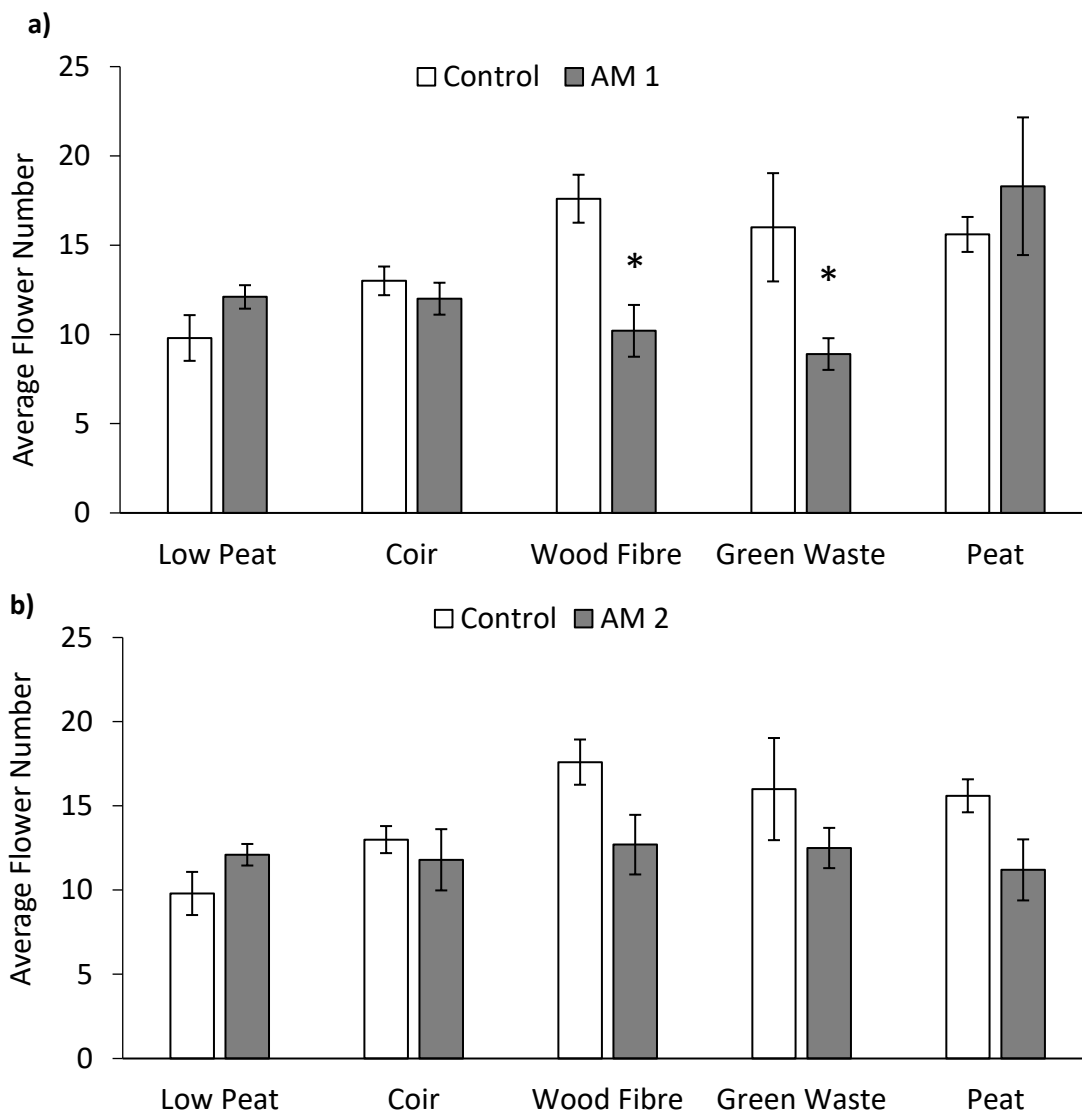 a)
Control AM 1
Average Flower Number
25
20
15
10
5
0
* *
Low Peat Coir Wood Fibre Green Waste Peat
b)
Control AM 2
Average Flower Number
25
20
15
10
5
0
Low Peat Coir Wood Fibre Green Waste Peat